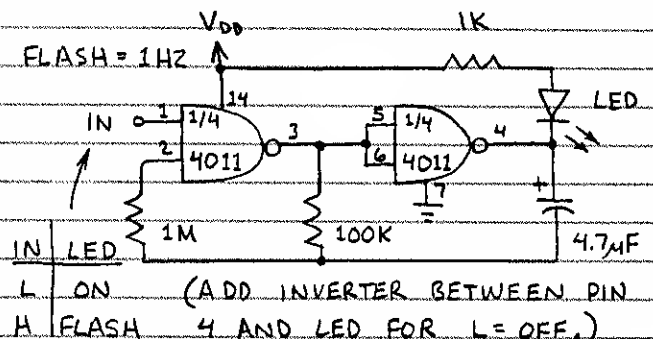 VDD
1K
FLASH = 1HZ
14
LED
IN
1
1/4
3
5
1/4
4
2
4011
6
4011
7
+
1M
100K
4.7µF
IN LED
L ON (ADD INVERTER BETWEEN PIN
H FLASH 4 AND LED FOR L = OFF.)